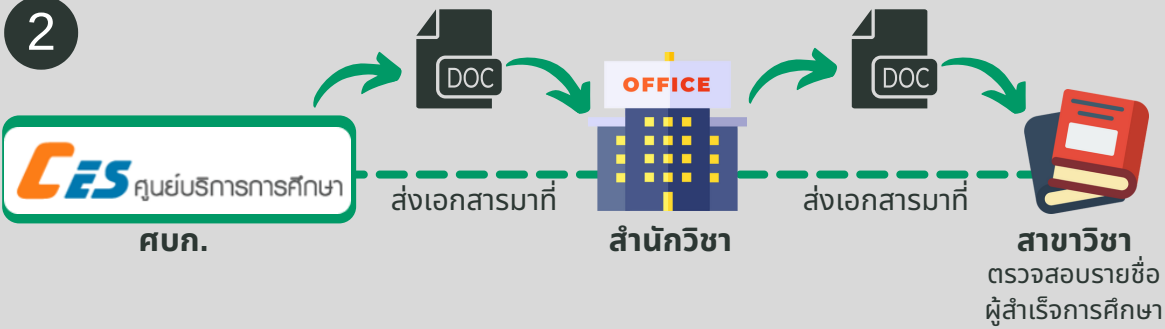 2
DOC
DOC
OFFICE
CES ศูนย์บริการการศึกษา
ส่งเอกสารมาที่
ส่งเอกสารมาที่
ศบก.
สำนักวิชา
สาขาวิชา
ตรวจสอบรายชื่อ
ผู้สำเร็จการศึกษา